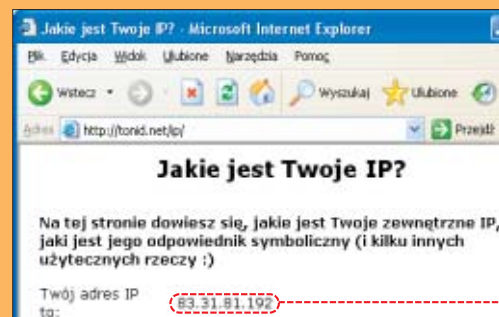 Jakie jest Twoje IP? - Microsoft Internet Explorer
Plik Edycja Widok Ulubione Narzędzia Pomoc
Wstecz Wyszukaj Ulubione
Adres http://tonid.net/ip/ Przejdź
Jakie jest Twoje IP?
Na tej stronie dowiesz się, jakie jest Twoje zewnętrzne IP,
jaki jest jego odpowiednik symboliczny (i kilku innych
użytecznych rzeczy :)
Twój adres IP
to: 83.31.81.192